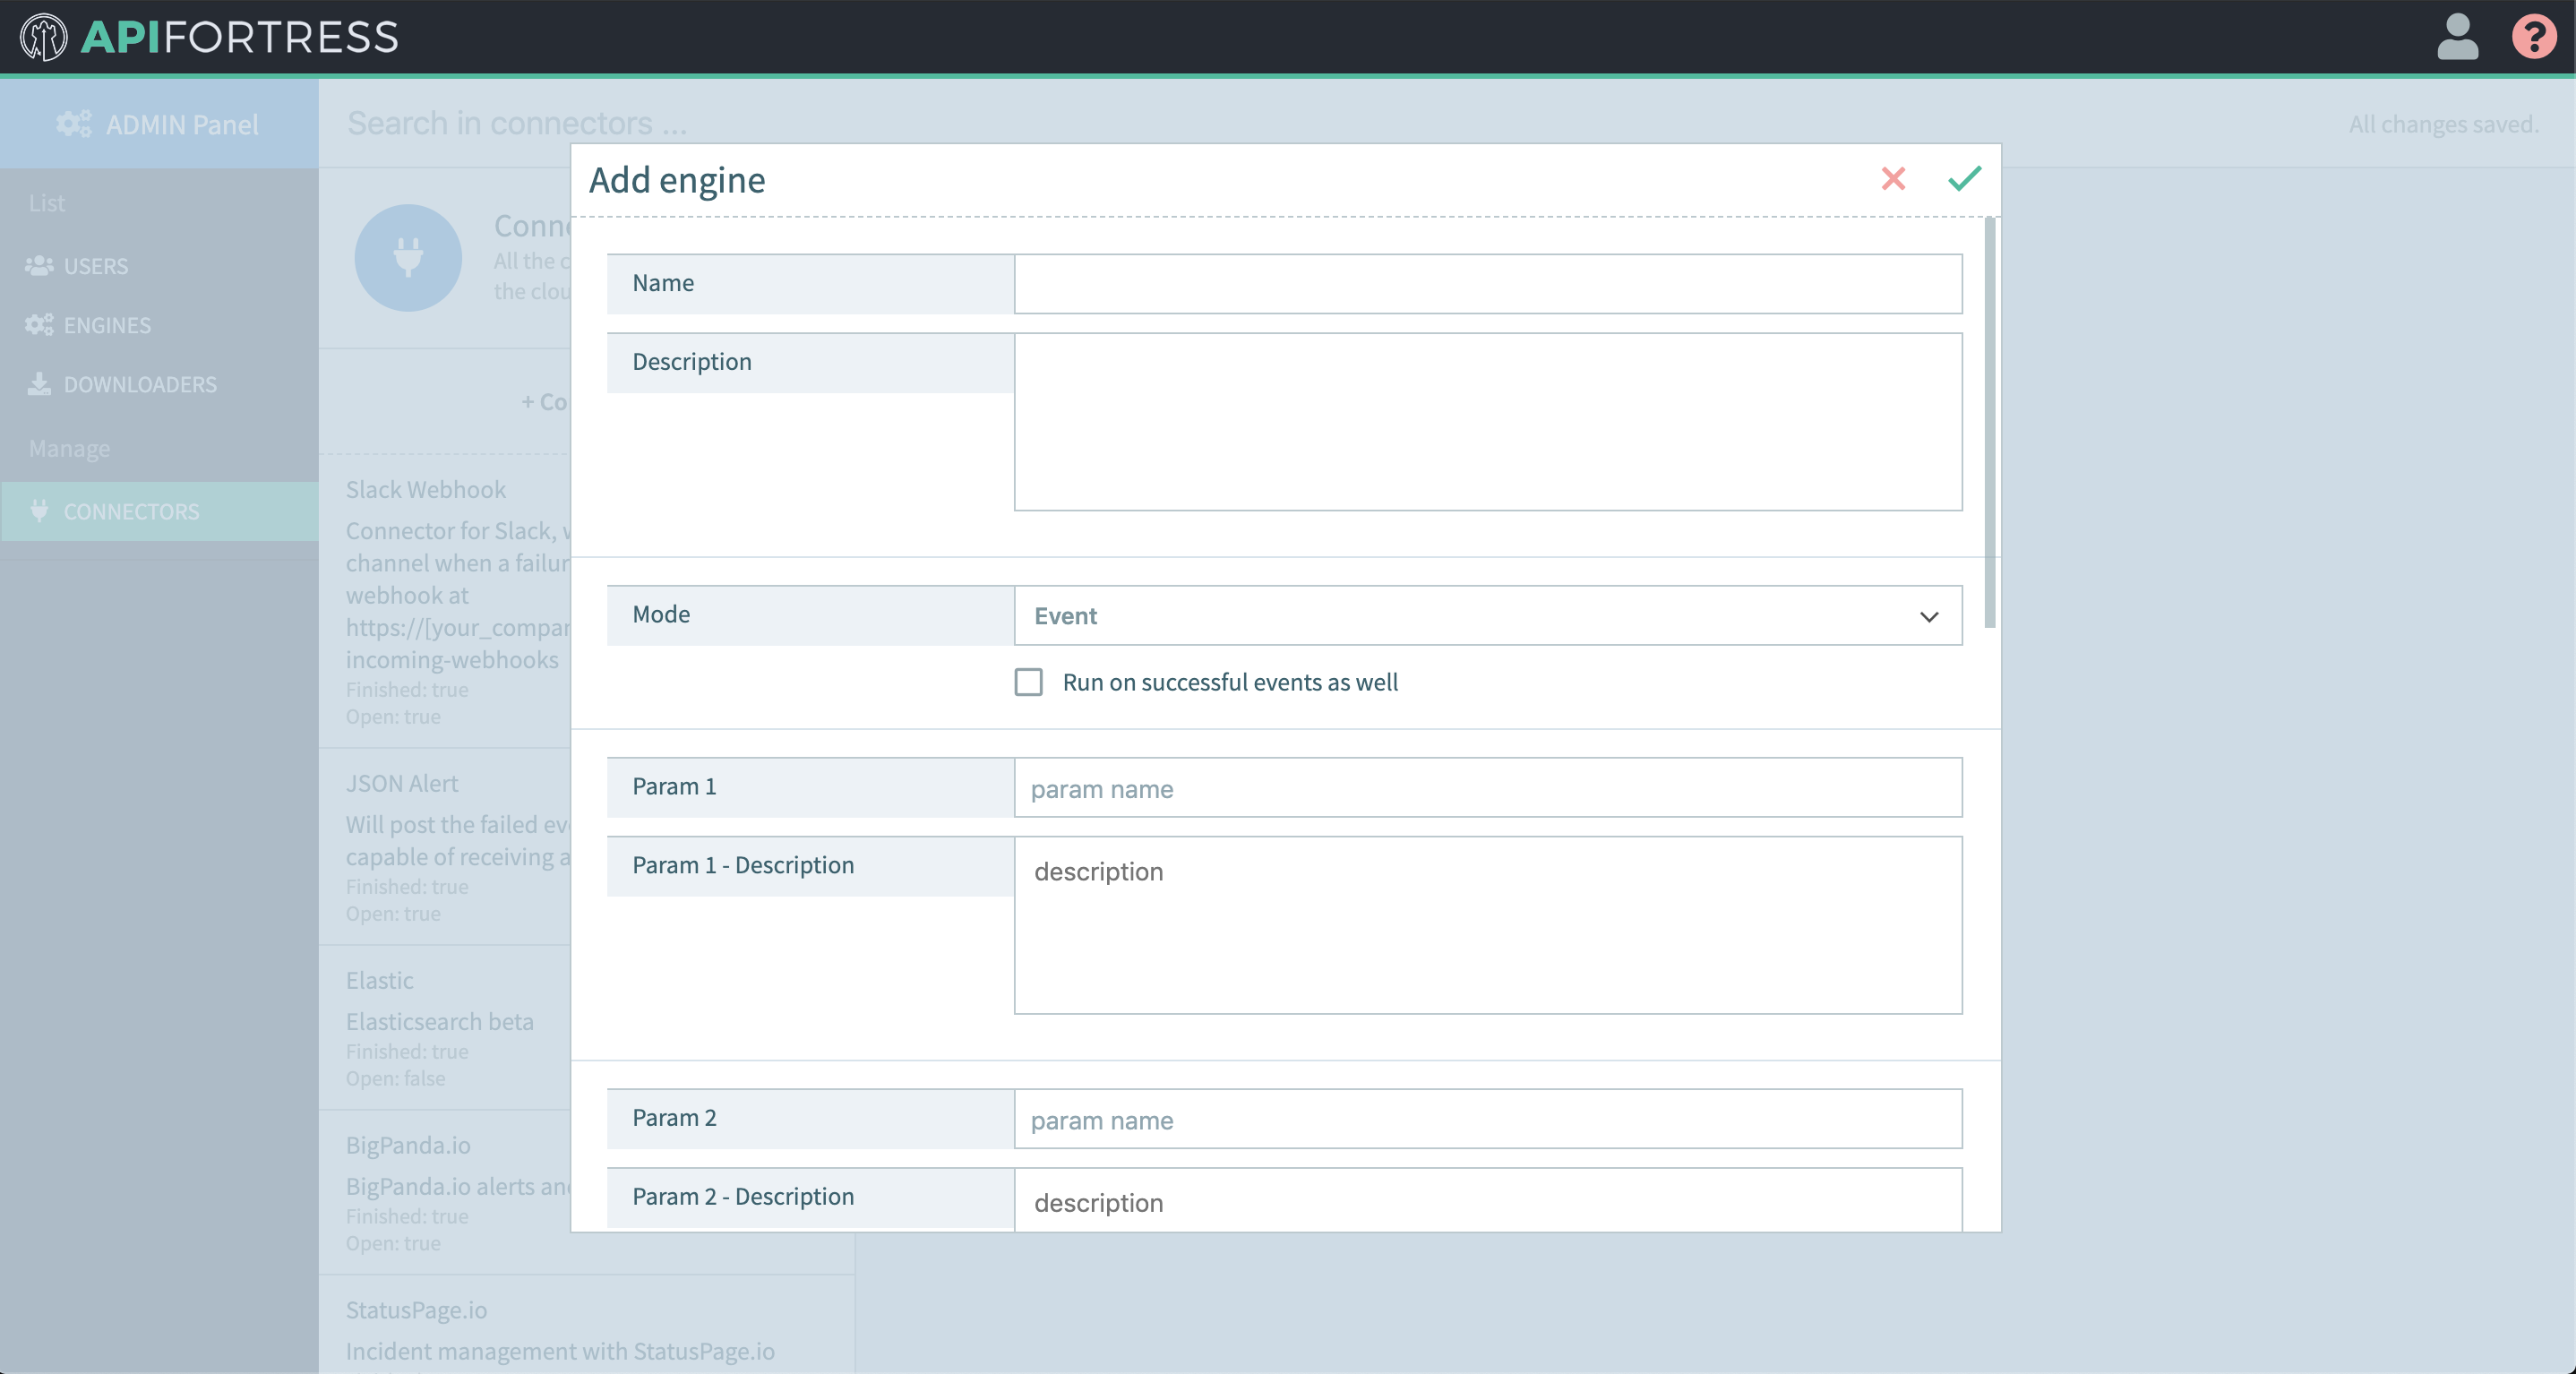 APIFORTRESS
ADMIN Panel
Search in connectors ...
All changes saved.
List
USERS
ENGINES
DOWNLOADERS
Manage
CONNECTORS
Conn
All the c
the clou
+ Co
Slack Webhook
Connector for Slack, w
channel when a failur
webhook at
https://[your_compan
incoming-webhooks
Finished: true
Open: true
JSON Alert
Will post the failed eve
capable of receiving a
Finished: true
Open: true
Elastic
Elasticsearch beta
Finished: true
Open: false
BigPanda.io
BigPanda.io alerts and
Finished: true
Open: true
StatusPage.io
Incident management with StatusPage.io
Add engine
Name
Description
Mode
Event
Run on successful events as well
Param 1
param name
Param 1 - Description
description
Param 2
param name
Param 2 - Description
description